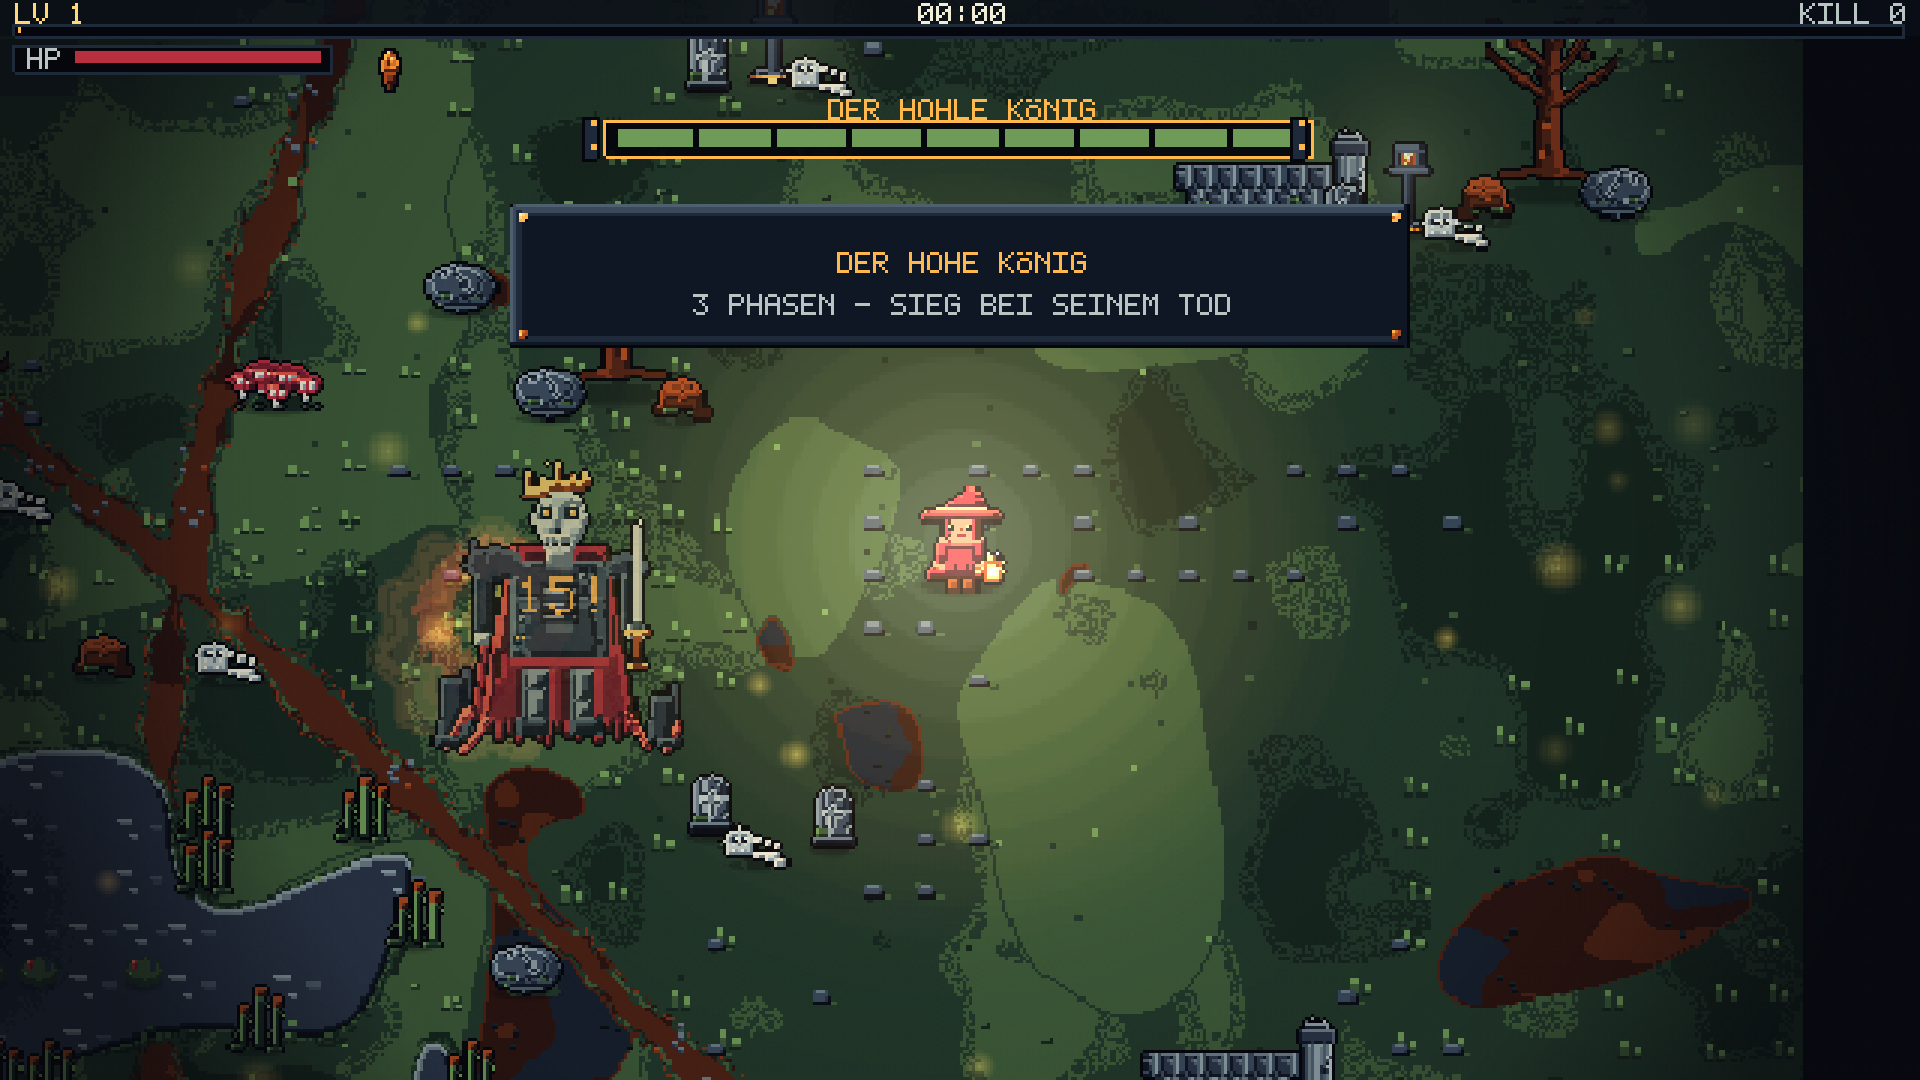 LV 1
00:00
KILL 0
HP
DER HOHLE KöNIG
DER HOHE KöNIG
3 PHASEN - SIEG BEI SEINEM TOD
151